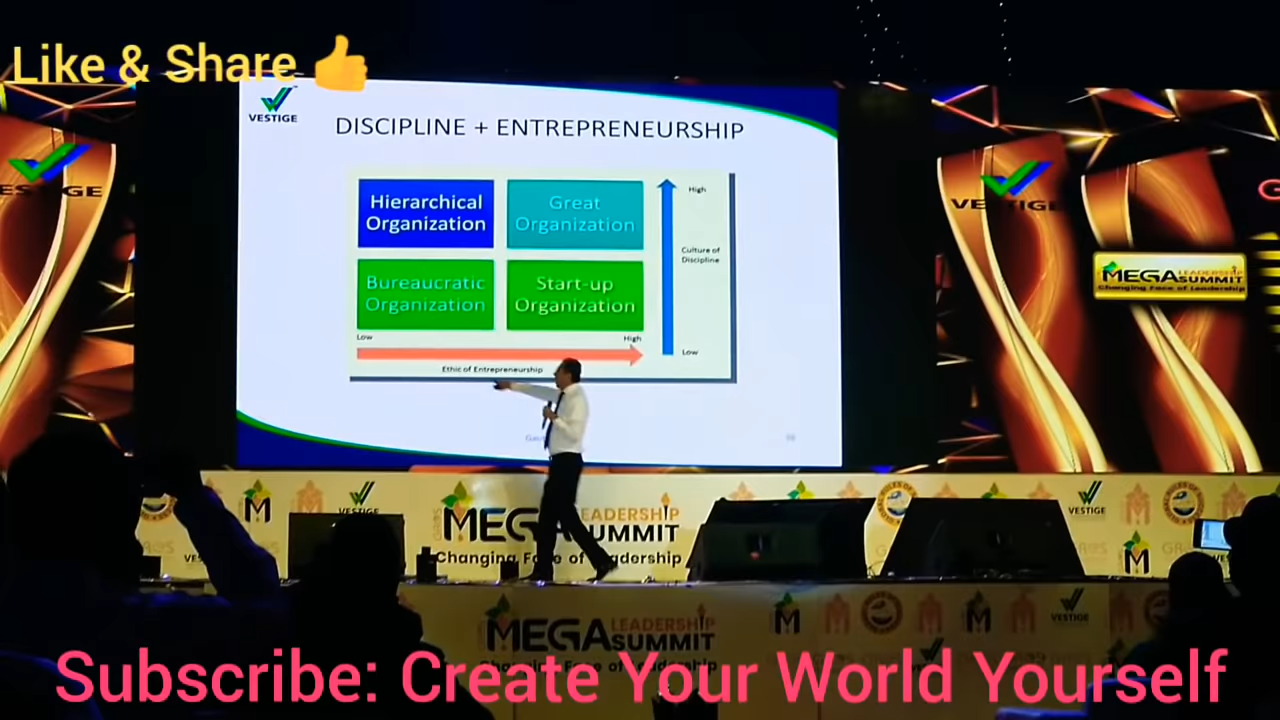 Like & Share
VESTIGE
DISCIPLINE + ENTREPRENEURSHIP
Hierarchical
Organization
Great
Organization
High
Culture of
Discipline
Bureaucratic
Organization
Start-up
Organization
Low
High
Low
Ethic of Entrepreneurship
98
VESTIGE
MEGA LEADERSHIP
SUMMIT
Changing Face of Leadership
VESTIGE
MEGA LEADERSHIP
SUMMIT
Changing Face of Leadership
VESTIGE
MEGA LEADERSHIP
SUMMIT
VESTIGE
Subscribe: Create Your World Yourself